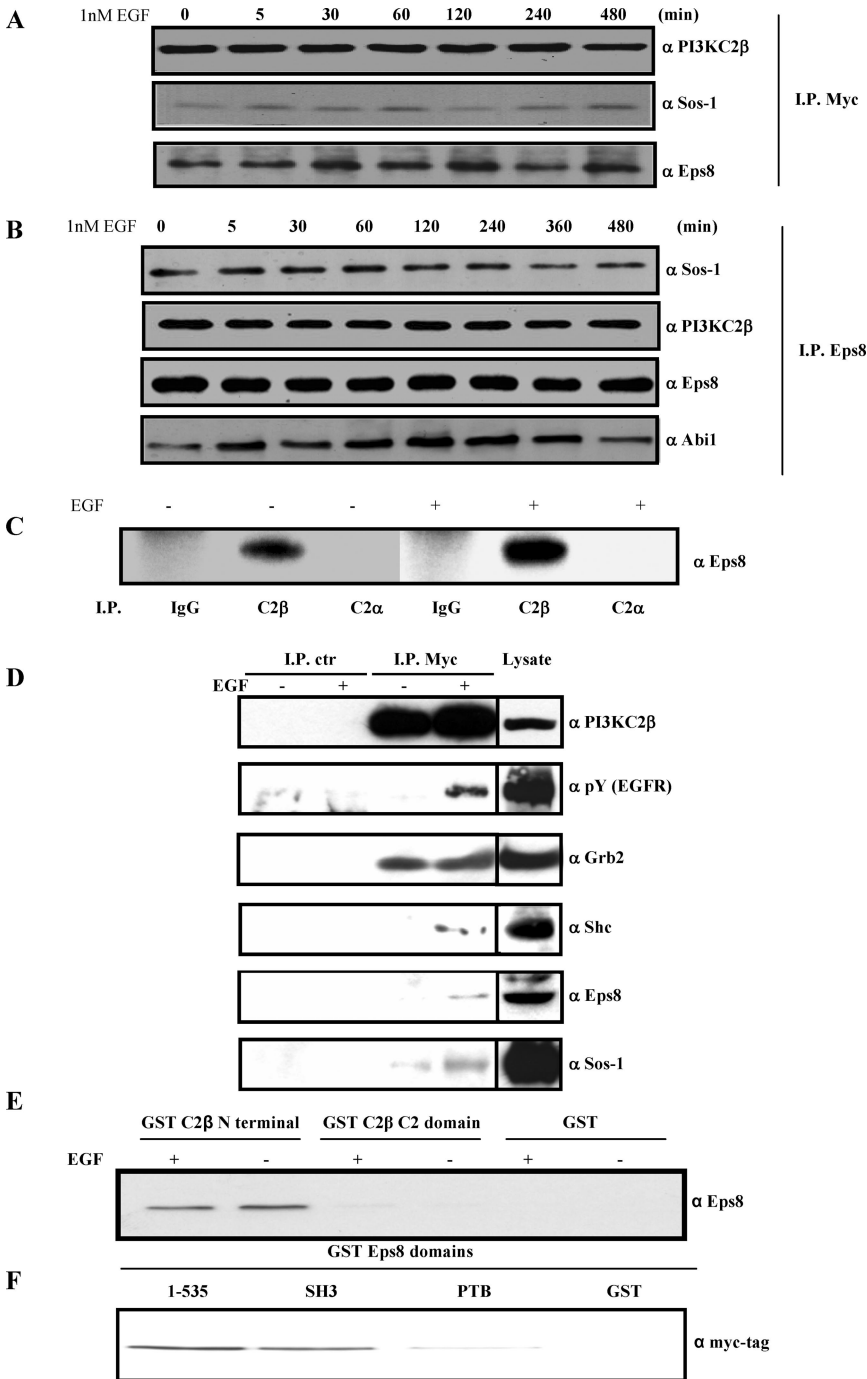 A
1nM EGF 0 5 30 60 120 240 480 (min)
α PI3KC2β
α Sos-1
α Eps8
I.P. Myc
B
1nM EGF 0 5 30 60 120 240 360 480 (min)
α Sos-1
α PI3KC2β
α Eps8
α Abi1
I.P. Eps8
C
EGF - - - + + +
α Eps8
I.P. IgG C2β C2α IgG C2β C2α
D
I.P. ctr I.P. Myc Lysate
EGF - + - +
α PI3KC2β
α pY (EGFR)
α Grb2
α Shc
α Eps8
α Sos-1
E
GST C2β N terminal GST C2β C2 domain GST
EGF + - + - + -
α Eps8
GST Eps8 domains
F
1-535 SH3 PTB GST
α myc-tag